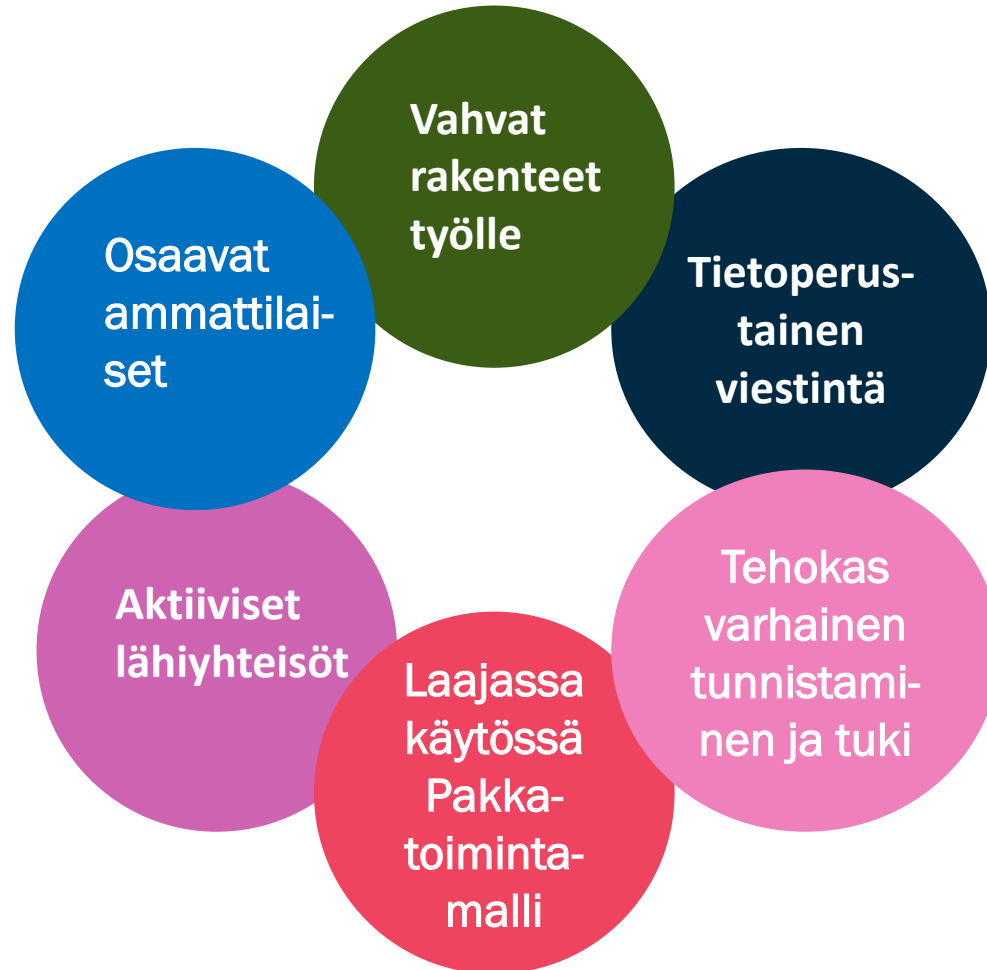 Vahvat
rakenteet
työlle
Tietoperus-
tainen
viestintä
Tehokas
varhainen
tunnistami-
nen ja tuki
Laajassa
käytössä
Pakka-
toiminta-
malli
Aktiiviset
lähiyhteisöt
Osaavat
ammattilai-
set